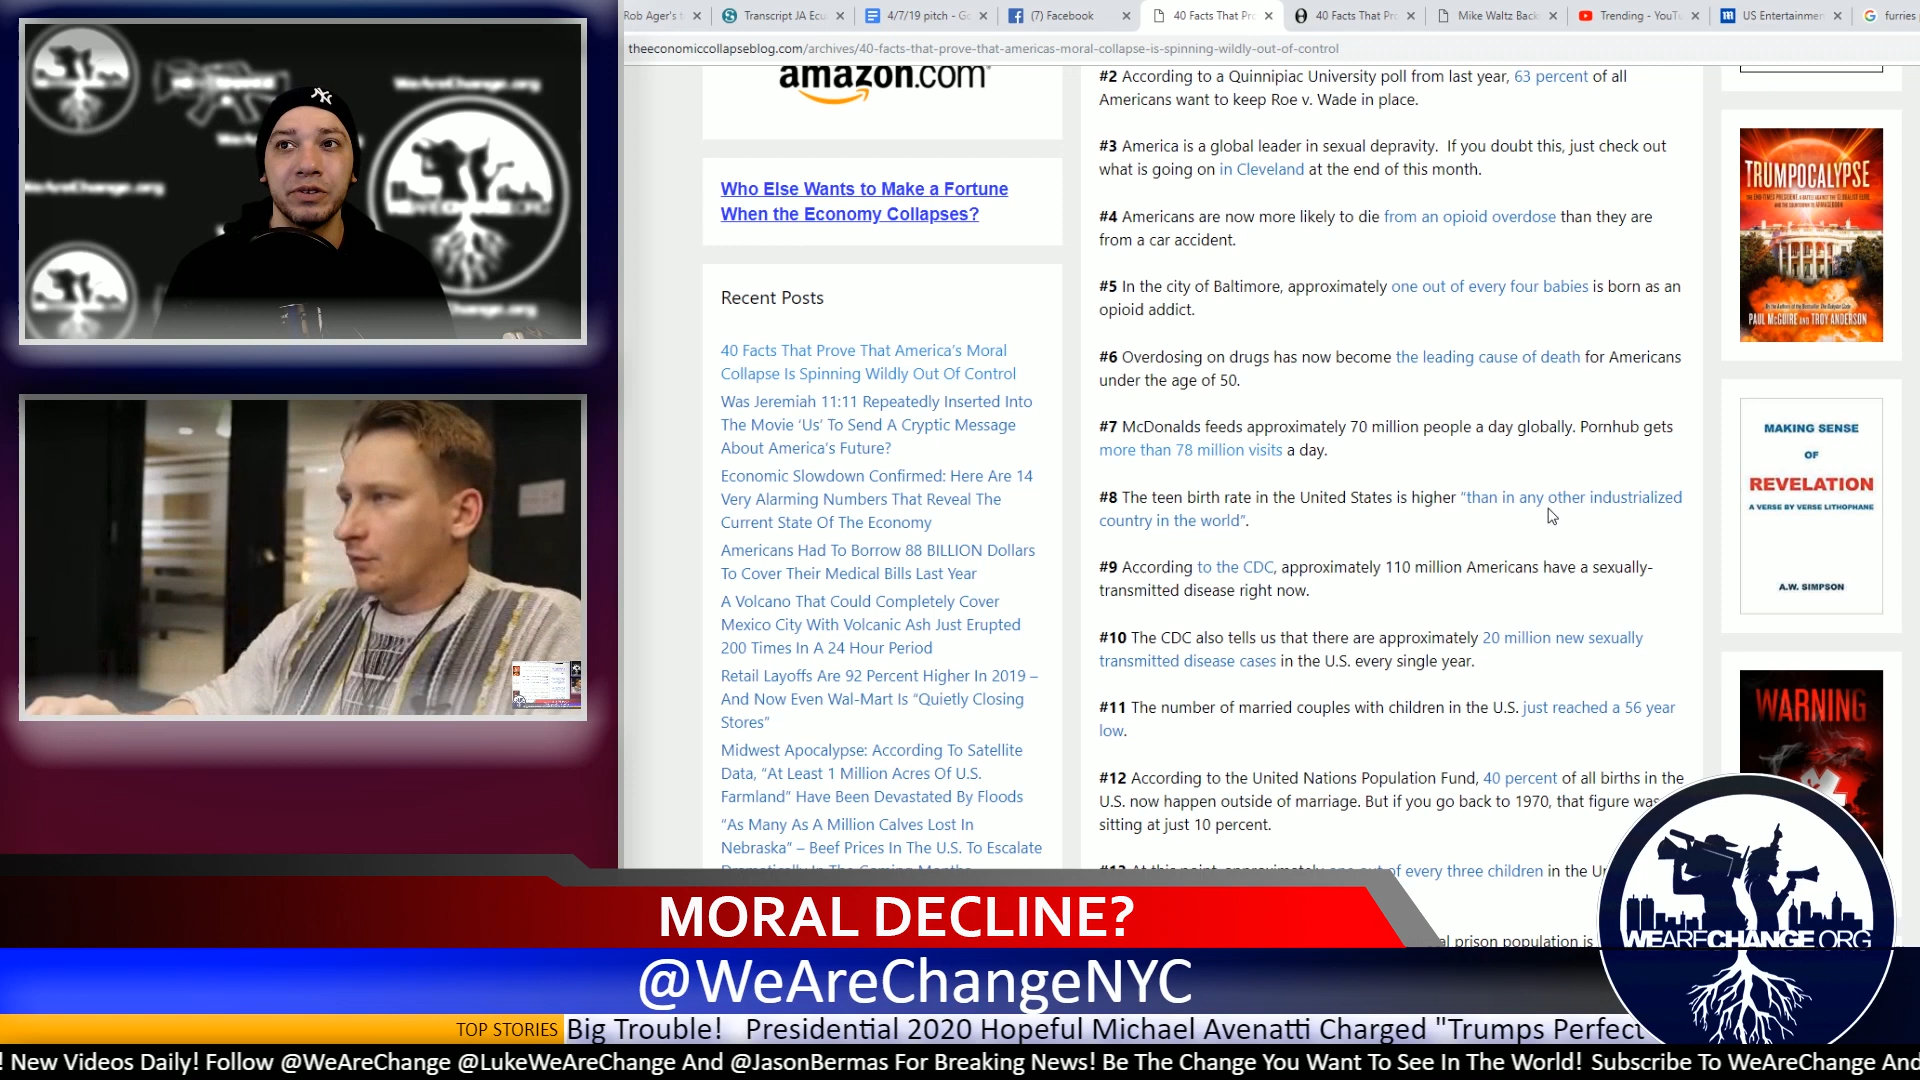 Rob Ager's t
Transcript JA Ecu
4/7/19 pitch - Go
(7) Facebook
40 Facts That Pro
40 Facts That Pro
Mike Waltz Back
Trending - YouTu
US Entertainmen
furries
theeconomiccollapseblog.com/archives/40-facts-that-prove-that-americas-moral-collapse-is-spinning-wildly-out-of-control
WeAreChange.org
WeAreChange.org
amazon.com
Who Else Wants to Make a Fortune
When the Economy Collapses?
Recent Posts
40 Facts That Prove That America's Moral
Collapse Is Spinning Wildly Out Of Control
Was Jeremiah 11:11 Repeatedly Inserted Into
The Movie ‘Us’ To Send A Cryptic Message
About America’s Future?
Economic Slowdown Confirmed: Here Are 14
Very Alarming Numbers That Reveal The
Current State Of The Economy
Americans Had To Borrow 88 BILLION Dollars
To Cover Their Medical Bills Last Year
A Volcano That Could Completely Cover
Mexico City With Volcanic Ash Just Erupted
200 Times In A 24 Hour Period
Retail Layoffs Are 92 Percent Higher In 2019 –
And Now Even Wal-Mart Is “Quietly Closing
Stores”
Midwest Apocalypse: According To Satellite
Data, “At Least 1 Million Acres Of U.S.
Farmland” Have Been Devastated By Floods
“As Many As A Million Calves Lost In
Nebraska” – Beef Prices In The U.S. To Escalate
Dramatically In The Coming Months
#2 According to a Quinnipiac University poll from last year, 63 percent of all
Americans want to keep Roe v. Wade in place.
#3 America is a global leader in sexual depravity. If you doubt this, just check out
what is going on in Cleveland at the end of this month.
#4 Americans are now more likely to die from an opioid overdose than they are
from a car accident.
#5 In the city of Baltimore, approximately one out of every four babies is born as an
opioid addict.
#6 Overdosing on drugs has now become the leading cause of death for Americans
under the age of 50.
#7 McDonalds feeds approximately 70 million people a day globally. Pornhub gets
more than 78 million visits a day.
#8 The teen birth rate in the United States is higher “than in any other industrialized
country in the world”.
#9 According to the CDC, approximately 110 million Americans have a sexually-
transmitted disease right now.
#10 The CDC also tells us that there are approximately 20 million new sexually
transmitted disease cases in the U.S. every single year.
#11 The number of married couples with children in the U.S. just reached a 56 year
low.
#12 According to the United Nations Population Fund, 40 percent of all births in the
U.S. now happen outside of marriage. But if you go back to 1970, that figure was
sitting at just 10 percent.
#13 At this point, approximately one out of every three children in the U
al prison population is
TRUMPOCALYPSE
PAUL McGUIRE AND TROY ANDERSON
MAKING SENSE
OF
REVELATION
A VERSE BY VERSE LITHOPHANE
A.W. SIMPSON
WARNING
WEARECHANGE.ORG
MORAL DECLINE?
@WeAreChangeNYC
TOP STORIES
Big Trouble! Presidential 2020 Hopeful Michael Avenatti Charged "Trumps Perfect
! New Videos Daily! Follow @WeAreChange @LukeWeAreChange And @JasonBermas For Breaking News! Be The Change You Want To See In The World! Subscribe To WeAreChange And